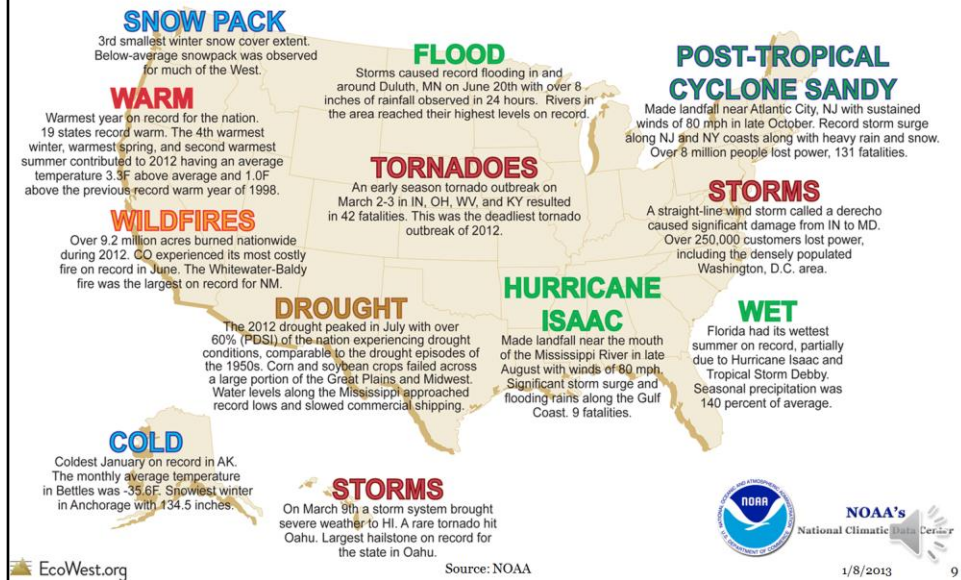 SNOW PACK
3rd smallest winter snow cover extent.
Below-average snowpack was observed
for much of the West.
WARM
Warmest year on record for the nation.
19 states record warm. The 4th warmest
winter, warmest spring, and second warmest
summer contributed to 2012 having an average
temperature 3.3F above average and 1.0F
above the previous record warm year of 1998.
WILDFIRES
Over 9.2 million acres burned nationwide
during 2012. CO experienced its most costly
fire on record in June. The Whitewater-Baldy
fire was the largest on record for NM.
FLOOD
Storms caused record flooding in and
around Duluth, MN on June 20th with over 8
inches of rainfall observed in 24 hours. Rivers in
the area reached their highest levels on record.
TORNADOES
An early season tornado outbreak on
March 2-3 in IN, OH, WV, and KY resulted
in 42 fatalities. This was the deadliest tornado
outbreak of 2012.
POST-TROPICAL
CYCLONE SANDY
Made landfall near Atlantic City, NJ with sustained
winds of 80 mph in late October. Record storm surge
along NJ and NY coasts along with heavy rain and snow.
Over 8 million people lost power, 131 fatalities.
STORMS
A straight-line wind storm called a derecho
caused significant damage from IN to MD.
Over 250,000 customers lost power,
including the densely populated
Washington, D.C. area.
DROUGHT
The 2012 drought peaked in July with over
60% (PDSI) of the nation experiencing drought
conditions, comparable to the drought episodes of
the 1950s. Corn and soybean crops failed across
a large portion of the Great Plains and Midwest.
Water levels along the Mississippi approached
record lows and slowed commercial shipping.
HURRICANE
ISAAC
Made landfall near the mouth
of the Mississippi River in late
August with winds of 80 mph.
Significant storm surge and
flooding rains along the Gulf
Coast. 9 fatalities.
WET
Florida had its wettest
summer on record, partially
due to Hurricane Isaac and
Tropical Storm Debby.
Seasonal precipitation was
140 percent of average.
COLD
Coldest January on record in AK.
The monthly average temperature
in Bettles was -35.6F. Snowiest winter
in Anchorage with 134.5 inches.
STORMS
On March 9th a storm system brought
severe weather to HI. A rare tornado hit
Oahu. Largest hailstone on record for
the state in Oahu.
NATIONAL OCEANIC AND ATMOSPHERIC ADMINISTRATION
NOAA
U.S. DEPARTMENT OF COMMERCE
NOAA's
National Climatic Data Center
EcoWest.org
Source: NOAA
1/8/2013
9